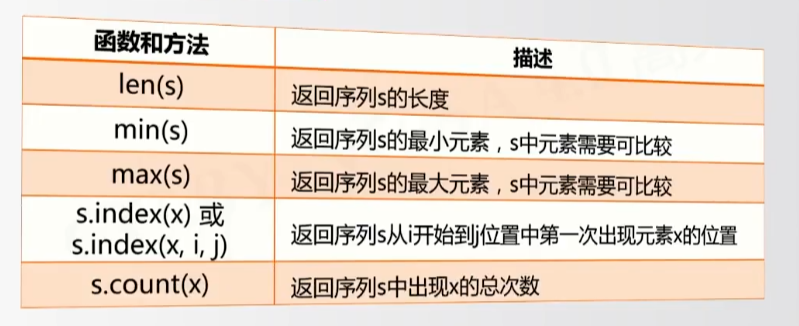 函数和方法 描述
len(s) 返回序列s的长度
min(s) 返回序列s的最小元素，s中元素需要可比较
max(s) 返回序列s的最大元素，s中元素需要可比较
s.index(x) 或
s.index(x, i, j) 返回序列s从i开始到j位置中第一次出现元素x的位置
s.count(x) 返回序列s中出现x的总次数